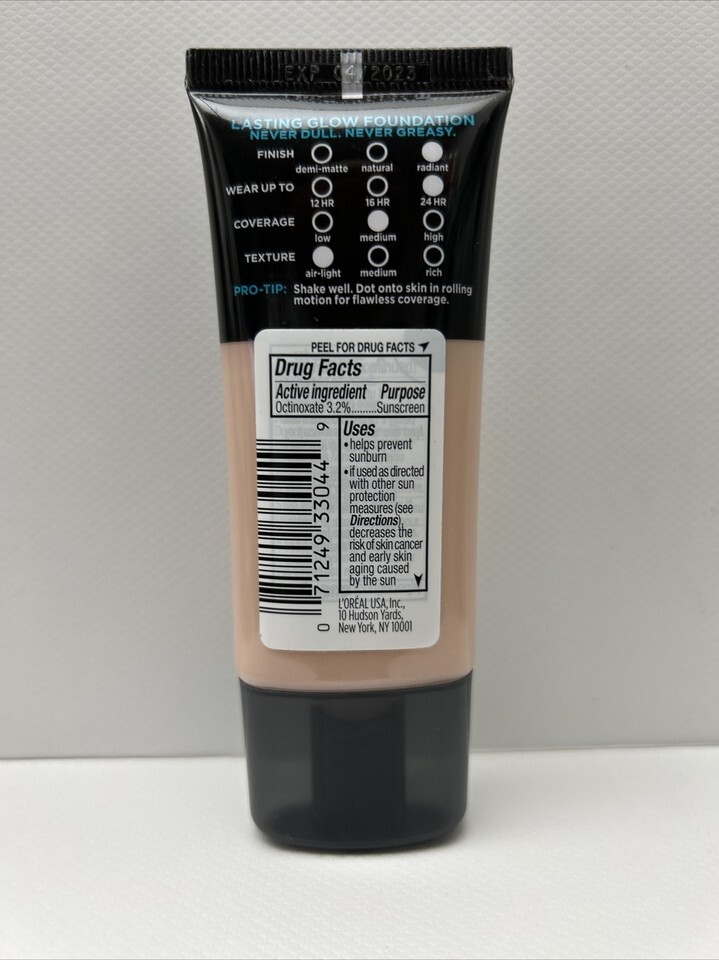 EXP 04/2023
LASTING GLOW FOUNDATION
NEVER DULL. NEVER GREASY.
FINISH
demi-matte natural radiant
WEAR UP TO
12 HR 16 HR 24 HR
COVERAGE
low medium high
TEXTURE
air-light medium rich
PRO-TIP: Shake well. Dot onto skin in rolling
motion for flawless coverage.
PEEL FOR DRUG FACTS
Drug Facts
Active ingredient Purpose
Octinoxate 3.2%.........Sunscreen
Uses
• helps prevent
sunburn
• if used as directed
with other sun
protection
measures (see
Directions),
decreases the
risk of skin cancer
and early skin
aging caused
by the sun
0 71249 33044 9
L'ORÉAL USA, Inc.,
10 Hudson Yards,
New York, NY 10001